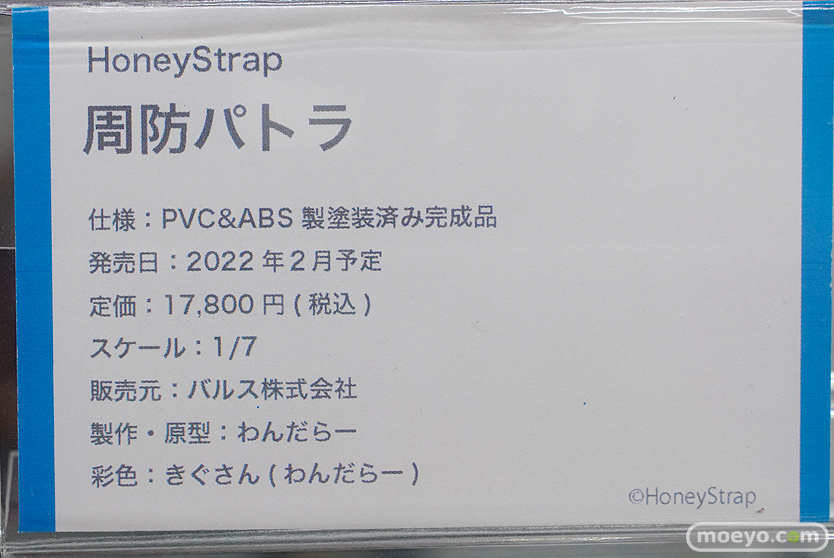 HoneyStrap
周防パトラ
仕様：PVC&ABS 製塗装済み完成品
発売日：2022 年 2 月予定
定価：17,800 円 ( 税込 )
スケール：1/7
販売元：バルス株式会社
製作・原型：わんだらー
彩色：きぐさん ( わんだらー )
©HoneyStrap
moeyo.com